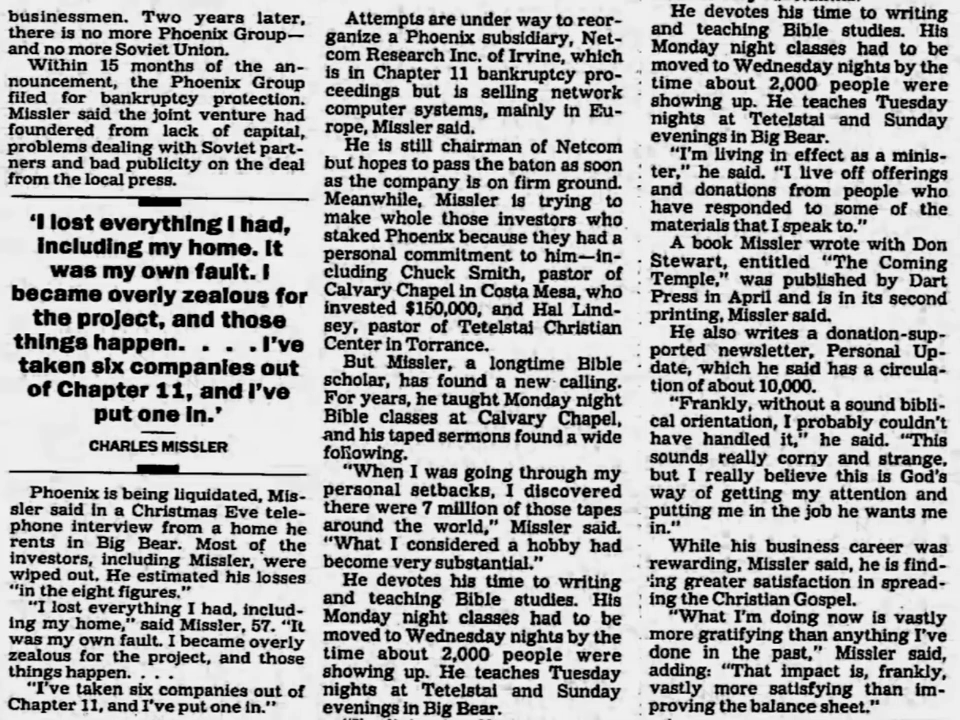 businessmen. Two years later,
there is no more Phoenix Group—
and no more Soviet Union.
Within 15 months of the an-
nouncement, the Phoenix Group
filed for bankruptcy protection.
Missler said the joint venture had
foundered from lack of capital,
problems dealing with Soviet part-
ners and bad publicity on the deal
from the local press.
‘I lost everything I had,
including my home. It
was my own fault. I
became overly zealous for
the project, and those
things happen. . . . I’ve
taken six companies out
of Chapter 11, and I’ve
put one in.’
CHARLES MISSLER
Phoenix is being liquidated, Mis-
sler said in a Christmas Eve tele-
phone interview from a home he
rents in Big Bear. Most of the
investors, including Missler, were
wiped out. He estimated his losses
“in the eight figures.”
“I lost everything I had, includ-
ing my home,” said Missler, 57. “It
was my own fault. I became overly
zealous for the project, and those
things happen. . . .
“I’ve taken six companies out of
Chapter 11, and I’ve put one in.”
Attempts are under way to reor-
ganize a Phoenix subsidiary, Net-
com Research Inc. of Irvine, which
is in Chapter 11 bankruptcy pro-
ceedings but is selling network
computer systems, mainly in Eu-
rope, Missler said.
He is still chairman of Netcom
but hopes to pass the baton as soon
as the company is on firm ground.
Meanwhile, Missler is trying to
make whole those investors who
staked Phoenix because they had a
personal commitment to him—in-
cluding Chuck Smith, pastor of
Calvary Chapel in Costa Mesa, who
invested $150,000, and Hal Lind-
sey, pastor of Tetelstai Christian
Center in Torrance.
But Missler, a longtime Bible
scholar, has found a new calling.
For years, he taught Monday night
Bible classes at Calvary Chapel,
and his taped sermons found a wide
following.
“When I was going through my
personal setbacks, I discovered
there were 7 million of those tapes
around the world,” Missler said.
“What I considered a hobby had
become very substantial.”
He devotes his time to writing
and teaching Bible studies. His
Monday night classes had to be
moved to Wednesday nights by the
time about 2,000 people were
showing up. He teaches Tuesday
nights at Tetelstai and Sunday
evenings in Big Bear.
He devotes his time to writing
and teaching Bible studies. His
Monday night classes had to be
moved to Wednesday nights by the
time about 2,000 people were
showing up. He teaches Tuesday
nights at Tetelstai and Sunday
evenings in Big Bear.
“I’m living in effect as a minis-
ter,” he said. “I live off offerings
and donations from people who
have responded to some of the
materials that I speak to.”
A book Missler wrote with Don
Stewart, entitled “The Coming
Temple,” was published by Dart
Press in April and is in its second
printing, Missler said.
He also writes a donation-sup-
ported newsletter, Personal Up-
date, which he said has a circula-
tion of about 10,000.
“Frankly, without a sound bibli-
cal orientation, I probably couldn’t
have handled it,” he said. “This
sounds really corny and strange,
but I really believe this is God’s
way of getting my attention and
putting me in the job he wants me
in.”
While his business career was
rewarding, Missler said, he is find-
ing greater satisfaction in spread-
ing the Christian Gospel.
“What I’m doing now is vastly
more gratifying than anything I’ve
done in the past,” Missler said,
adding: “That impact is, frankly,
vastly more satisfying than im-
proving the balance sheet.”